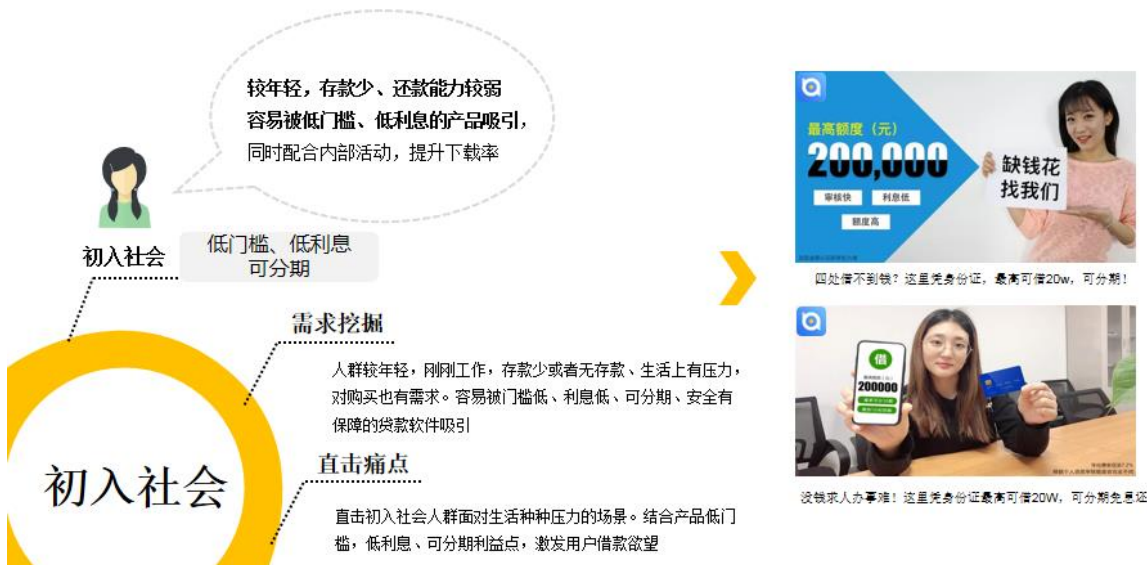 较年轻，存款少、还款能力较弱
容易被低门槛、低利息的产品吸引，
同时配合内部活动，提升下载率
初入社会
低门槛、低利息
可分期
需求挖掘
人群较年轻，刚刚工作，存款少或者无存款、生活上有压力，
对购买也有需求。容易被门槛低、利息低、可分期、安全有
保障的贷款软件吸引
初入社会
直击痛点
直击初入社会人群面对生活种种压力的场景。结合产品低门
槛，低利息、可分期利益点，激发用户借款欲望
最高额度（元）
200,000
审核快
利息低
额度高
缺钱花
找我们
四处借不到钱？这里凭身份证，最高可借20w，可分期！
借
200000
没钱求人办事难！这里凭身份证最高可借20W，可分期免息还